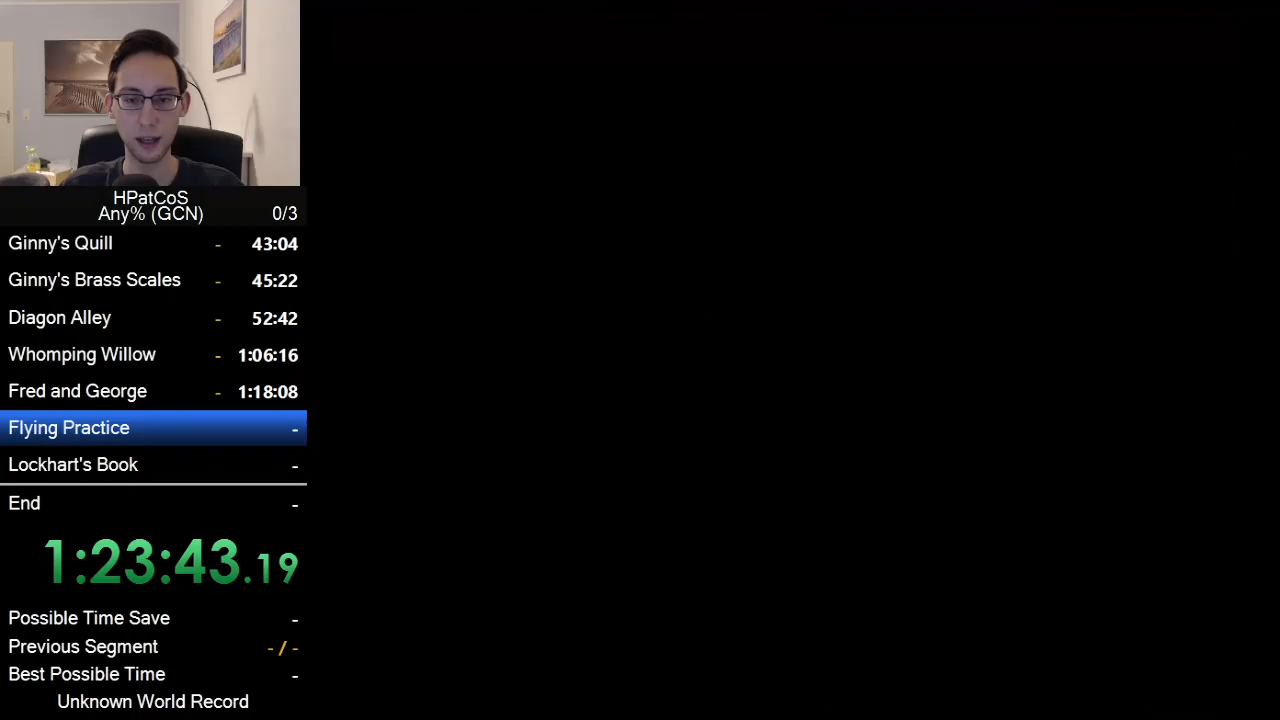 HPatCoS
Any% (GCN) 0/3
Ginny's Quill - 43:04
Ginny's Brass Scales - 45:22
Diagon Alley - 52:42
Whomping Willow - 1:06:16
Fred and George - 1:18:08
Flying Practice -
Lockhart's Book -
End -
1:23:43.19
Possible Time Save -
Previous Segment - / -
Best Possible Time -
Unknown World Record